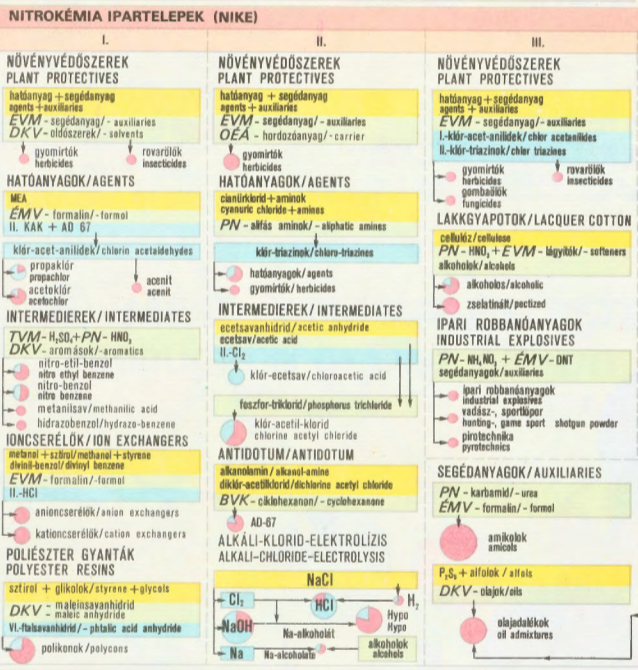 NITROKÉMIA IPARTELEPEK (NIKE)
I.
NÖVÉNYVÉDŐSZEREK
PLANT PROTECTIVES
hatóanyag + segédanyag
agents + auxiliaries
EVM - segédanyag/- auxiliaries
DKV - oldószerek/- salvents
gyomirtók
herbicides
rovarölők
insecticides
HATÓANYAGOK/AGENTS
MEA
ÉMV - formalin/-formol
II. KAK + AD 67
klór-acet-anilidek/chlorin acetaldehydes
propaklór
propachlor
acetoklór
acetochlor
acenit
acenit
INTERMEDIEREK/INTERMEDIATES
TVM - H₂SO₄+PN - HNO₃
DKV - aromások/-aromatics
nitro-etil-benzol
nitro ethyl benzene
nitro-benzol
nitro benzene
metanilsav/methanilic acid
hidrazobenzol/hydrazo-benzene
IONCSERÉLŐK/ION EXCHANGERS
metanol + sztirol/methanol + styrene
divinil-benzol/divinyl benzene
EVM - formalin/-formol
II.-HCl
anioncserélők/anion exchangers
kationcserélők/cation exchangers
POLIÉSZTER GYANTÁK
POLYESTER RESINS
sztirol + glikolok/styrene + glycols
DKV - maleinsavanhidrid
maleic anhydride
VI.-ftalsavanhidrid/- phtalic acid anhydride
polikonok/polycons
II.
NÖVÉNYVÉDŐSZEREK
PLANT PROTECTIVES
hatóanyag + segédanyag
agents + auxiliaries
EVM - segédanyag/- auxiliaries
OÉÁ - hordozóanyag/-carrier
gyomirtók
herbicides
HATÓANYAGOK/AGENTS
cianúrklorid+aminok
cyanuric chloride+amines
PN - alifás aminok/-aliphatic amines
klór-triazinok/chloro-triazines
hatóanyagok/agents
gyomirtók/herbicides
INTERMEDIEREK/INTERMEDIATES
ecetsavanhidrid/acetic anhydride
ecetsav/acetic acid
II.-Cl₂
klór-ecetsav/chloroacetic acid
foszfor-triklorid/phosphorus trichloride
klór-acetil-klorid
chlorine acetyl chloride
ANTIDOTUM/ANTIDOTUM
alkanolamin/alkanol-amine
diklór-acetilklorid/dichlorine acetyl chloride
BVK - ciklohexanon/-cyclohexanone
AD-67
ALKÁLI-KLORID-ELEKTROLÍZIS
ALKALI-CHLORIDE-ELECTROLYSIS
NaCl
Cl₂
HCl
H₂
NaOH
Hypo
Hypo
Na-alkoholát
Na
Na-alcoholate
alkoholok
alcohols
III.
NÖVÉNYVÉDŐSZEREK
PLANT PROTECTIVES
hatóanyag+segédanyag
agents+auxiliaries
EVM - segédanyag/- auxiliaries
I.-klór-acet-anilidek/chlor acetanilides
II.-klór-triazinok/chlor triazines
gyomirtók
herbicides
gombaölők
fungicides
rovarölők
insecticides
LAKKGYAPOTOK/LACQUER COTTON
cellulóz/cellulese
PN-HNO₃+EVM-lágyítók/- softeners
alkoholok/alcohols
alkoholos/alcoholic
zselatinált/pectized
IPARI ROBBANÓANYAGOK
INDUSTRIAL EXPLOSIVES
PN-NH₄NO₃ + ÉMV-DNT
segédanyagok/auxiliaries
ipari robbanóanyagok
industrial explosives
vadász-, sportlőpor
hunting-, game sport shotgun powder
pirotechnika
pyrotechnics
SEGÉDANYAGOK/AUXILIARIES
PN - karbamid/-urea
ÉMV - formalin/-formol
amikolok
amicols
P₂S₅ + alfolok / alfols
DKV - olajok/oils
olajadalékok
oil admixtures